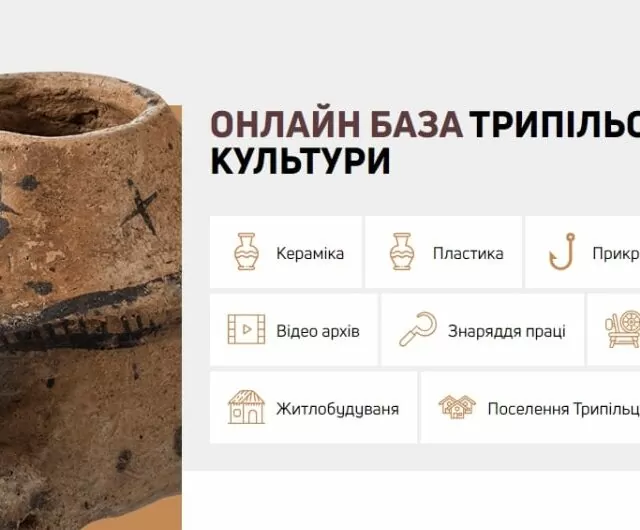 ОНЛАЙН БАЗА ТРИПІЛЬС
КУЛЬТУРИ
Кераміка
Пластика
Прикр
Відео архів
Знаряддя праці
Житлобудуваня
Поселення Трипільц